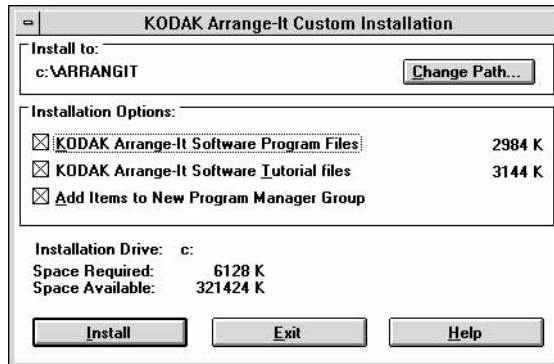 KODAK Arrange-It Custom Installation
Install to:
c:\ARRANGIT
Change Path...
Installation Options:
KODAK Arrange-It Software Program Files 2984 K
KODAK Arrange-It Software Tutorial files 3144 K
Add Items to New Program Manager Group
Installation Drive: c:
Space Required: 6128 K
Space Available: 321424 K
Install Exit Help